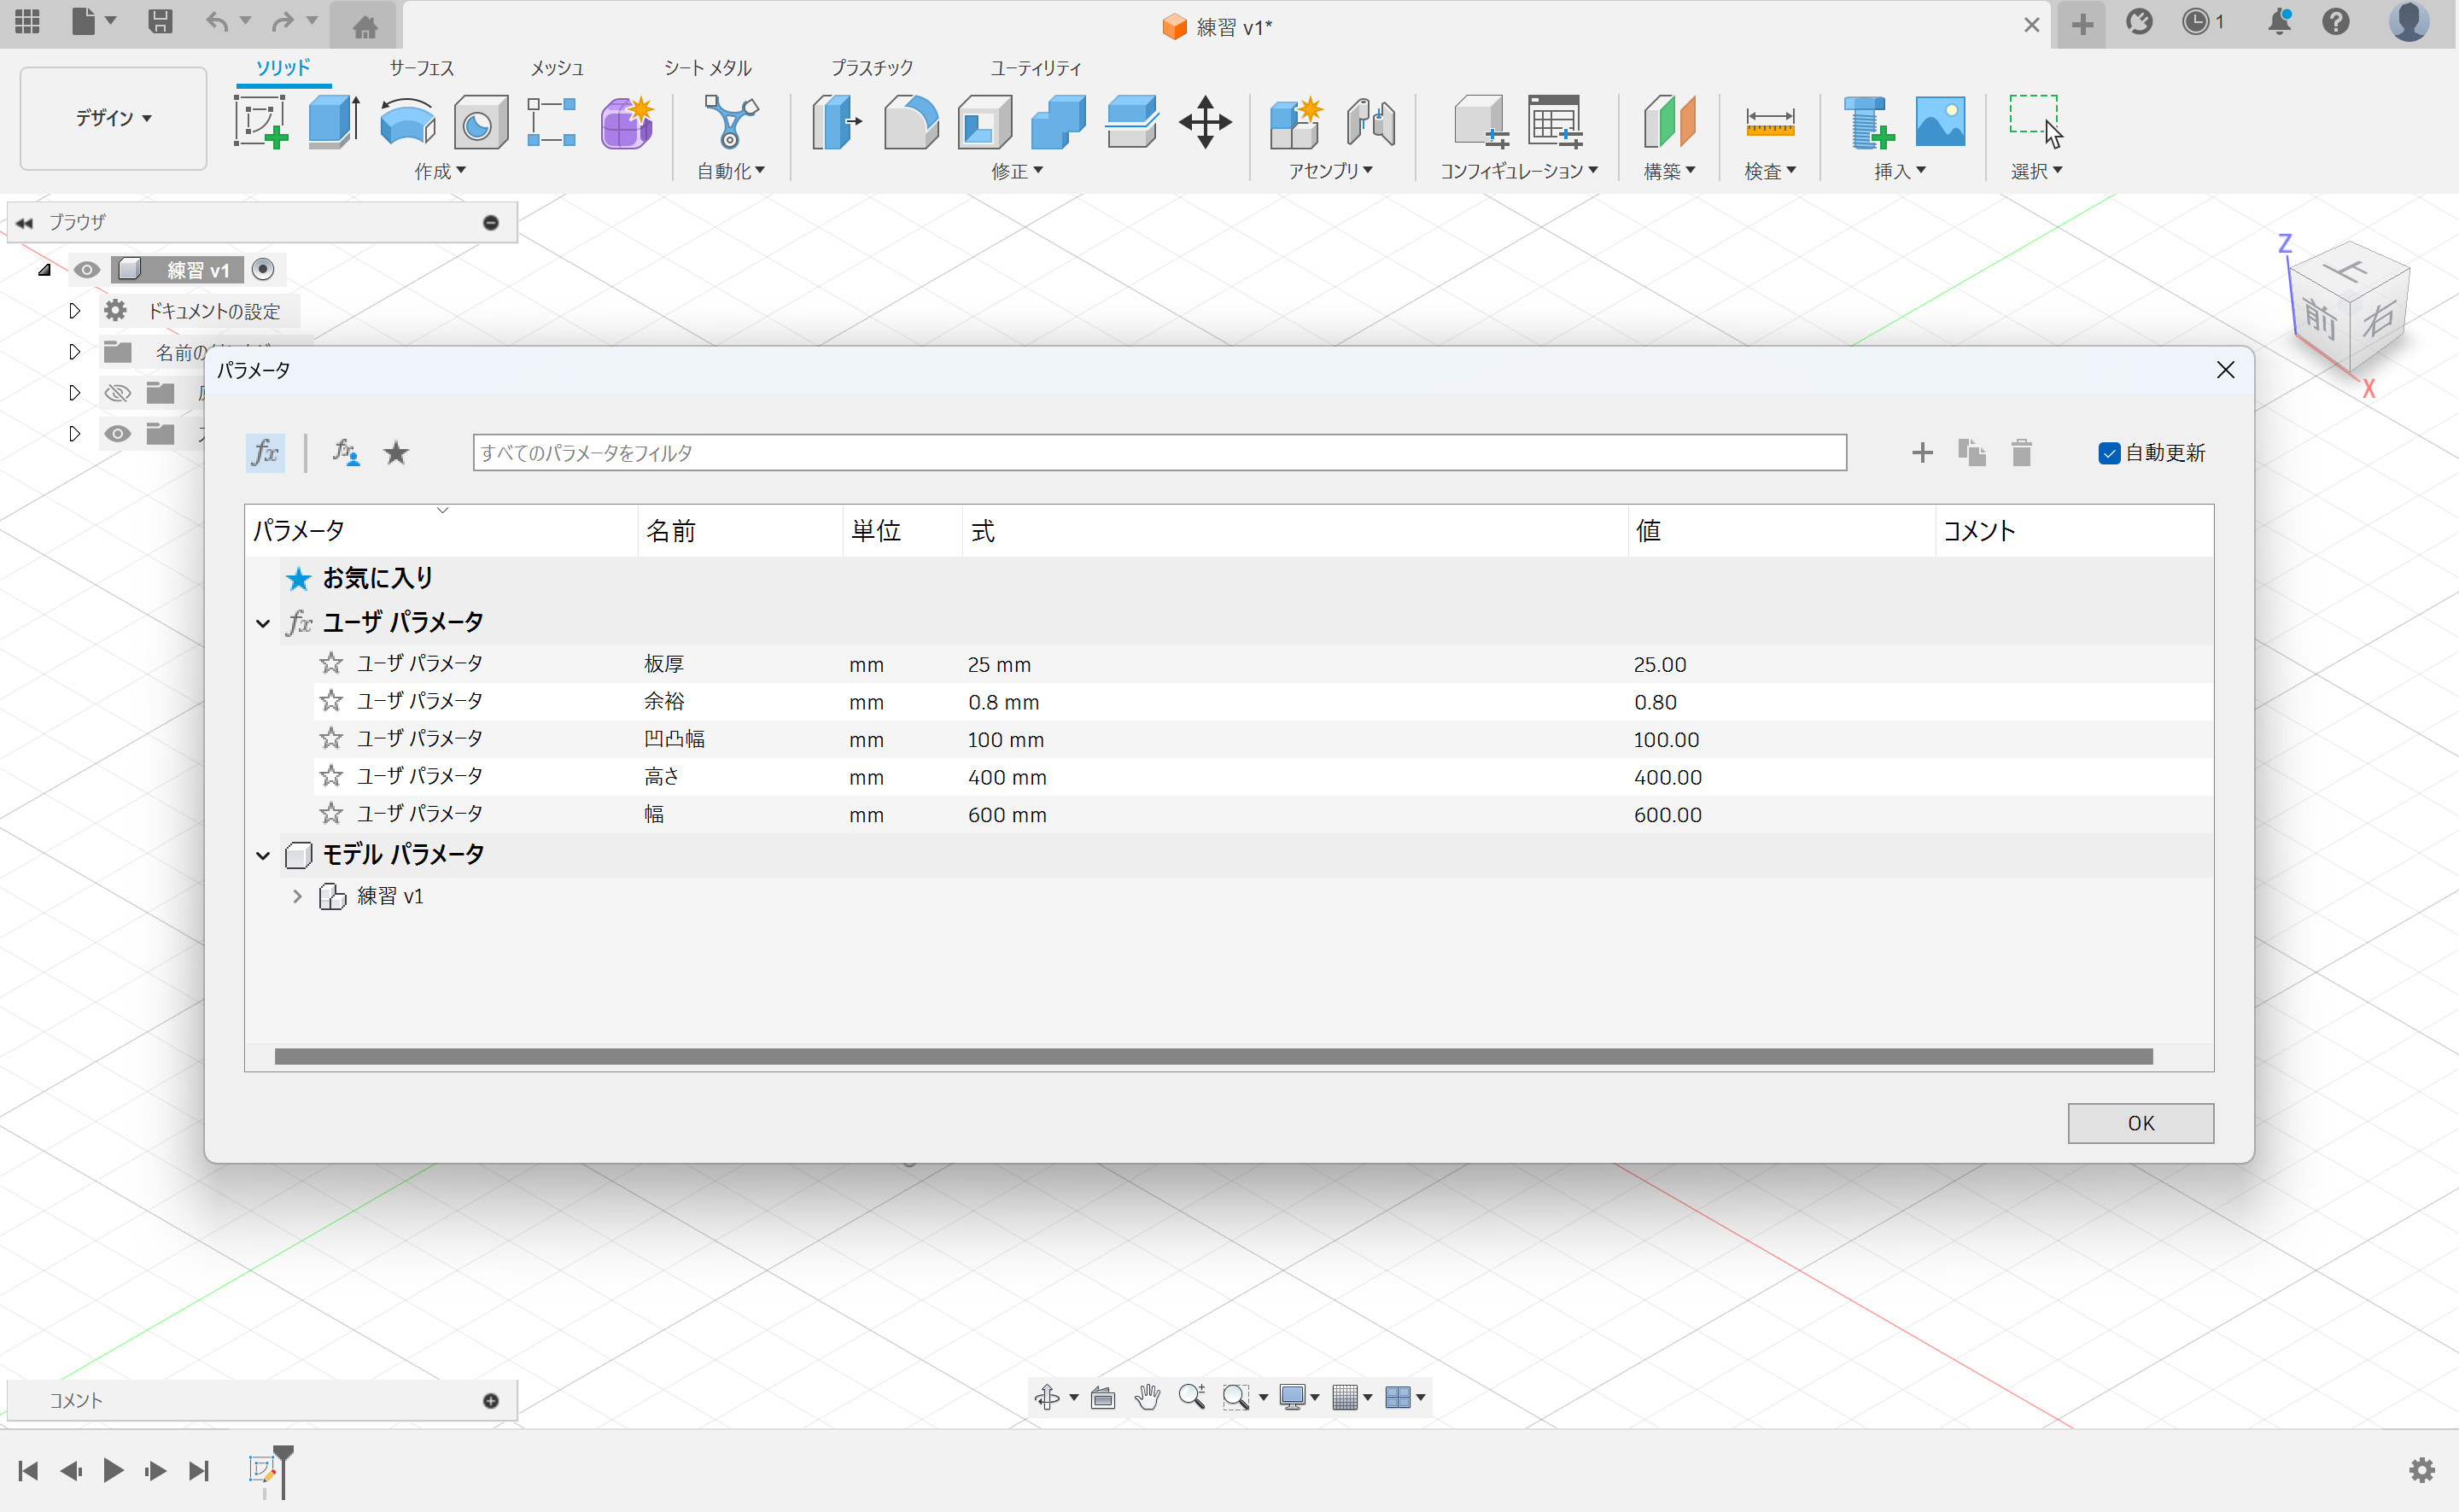 練習 v1*
1
デザイン
ソリッド
サーフェス
メッシュ
シート メタル
プラスチック
ユーティリティ
作成
自動化
修正
アセンブリ
コンフィギュレーション
構築
検査
挿入
選択
ブラウザ
練習 v1
ドキュメントの設定
名前の
Z
上
前
右
X
パラメータ
fx
すべてのパラメータをフィルタ
自動更新
パラメータ 名前 単位 式 値 コメント
お気に入り
fx ユーザ パラメータ
ユーザ パラメータ 板厚 mm 25 mm 25.00
ユーザ パラメータ 余裕 mm 0.8 mm 0.80
ユーザ パラメータ 凹凸幅 mm 100 mm 100.00
ユーザ パラメータ 高さ mm 400 mm 400.00
ユーザ パラメータ 幅 mm 600 mm 600.00
モデル パラメータ
練習 v1
OK
コメント